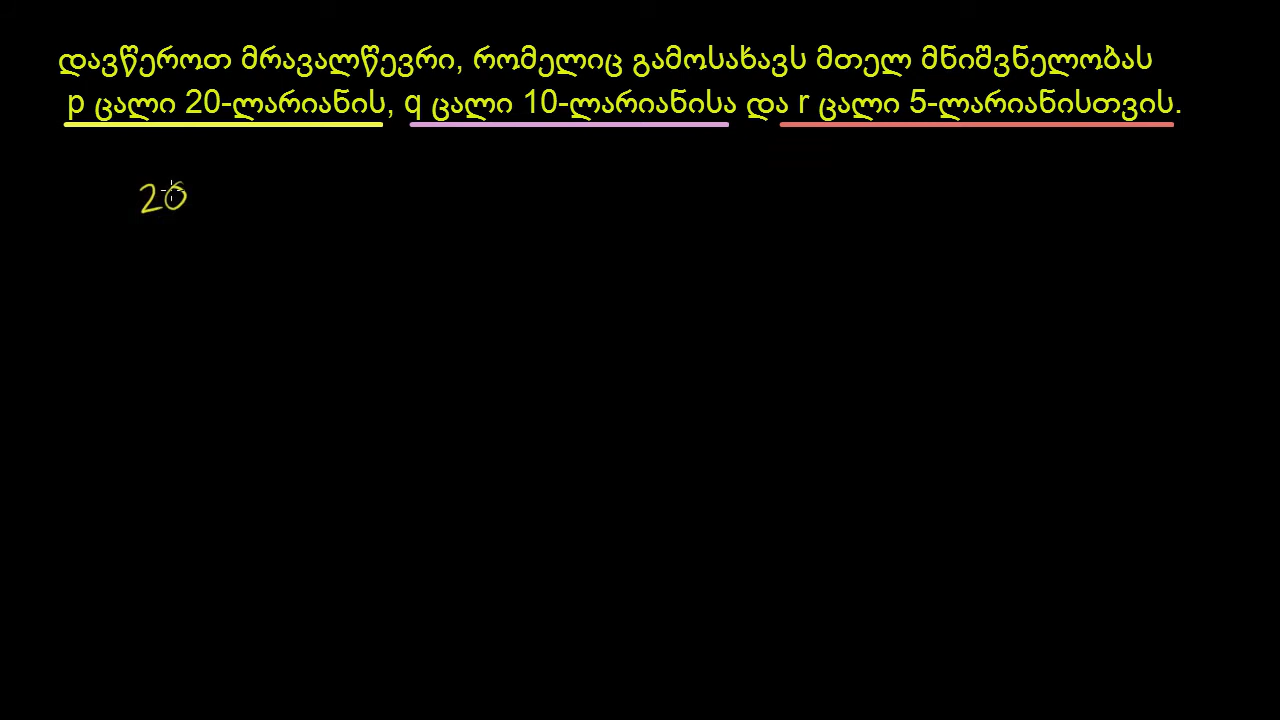 დავწეროთ მრავალწევრი, რომელიც გამოსახავს მთელ მნიშვნელობას
p ცალი 20-ლარიანის, q ცალი 10-ლარიანისა და r ცალი 5-ლარიანისთვის.
20